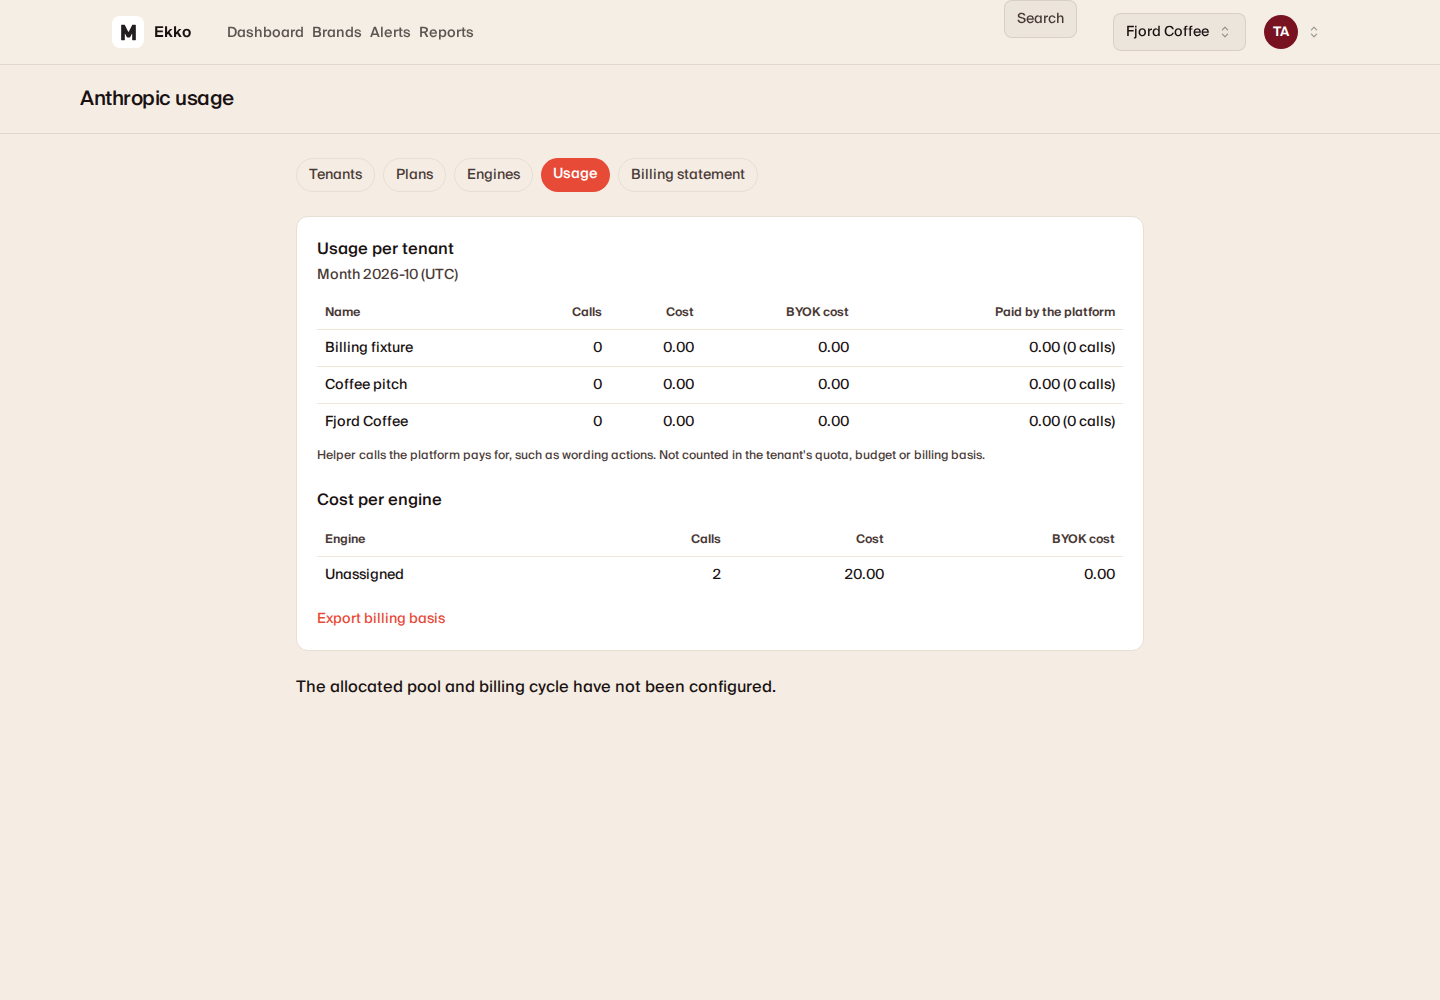 M Ekko Dashboard Brands Alerts Reports Search Fjord Coffee TA
Anthropic usage
Tenants Plans Engines Usage Billing statement
Usage per tenant
Month 2026-10 (UTC)
Name Calls Cost BYOK cost Paid by the platform
Billing fixture 0 0.00 0.00 0.00 (0 calls)
Coffee pitch 0 0.00 0.00 0.00 (0 calls)
Fjord Coffee 0 0.00 0.00 0.00 (0 calls)
Helper calls the platform pays for, such as wording actions. Not counted in the tenant's quota, budget or billing basis.
Cost per engine
Engine Calls Cost BYOK cost
Unassigned 2 20.00 0.00
Export billing basis
The allocated pool and billing cycle have not been configured.